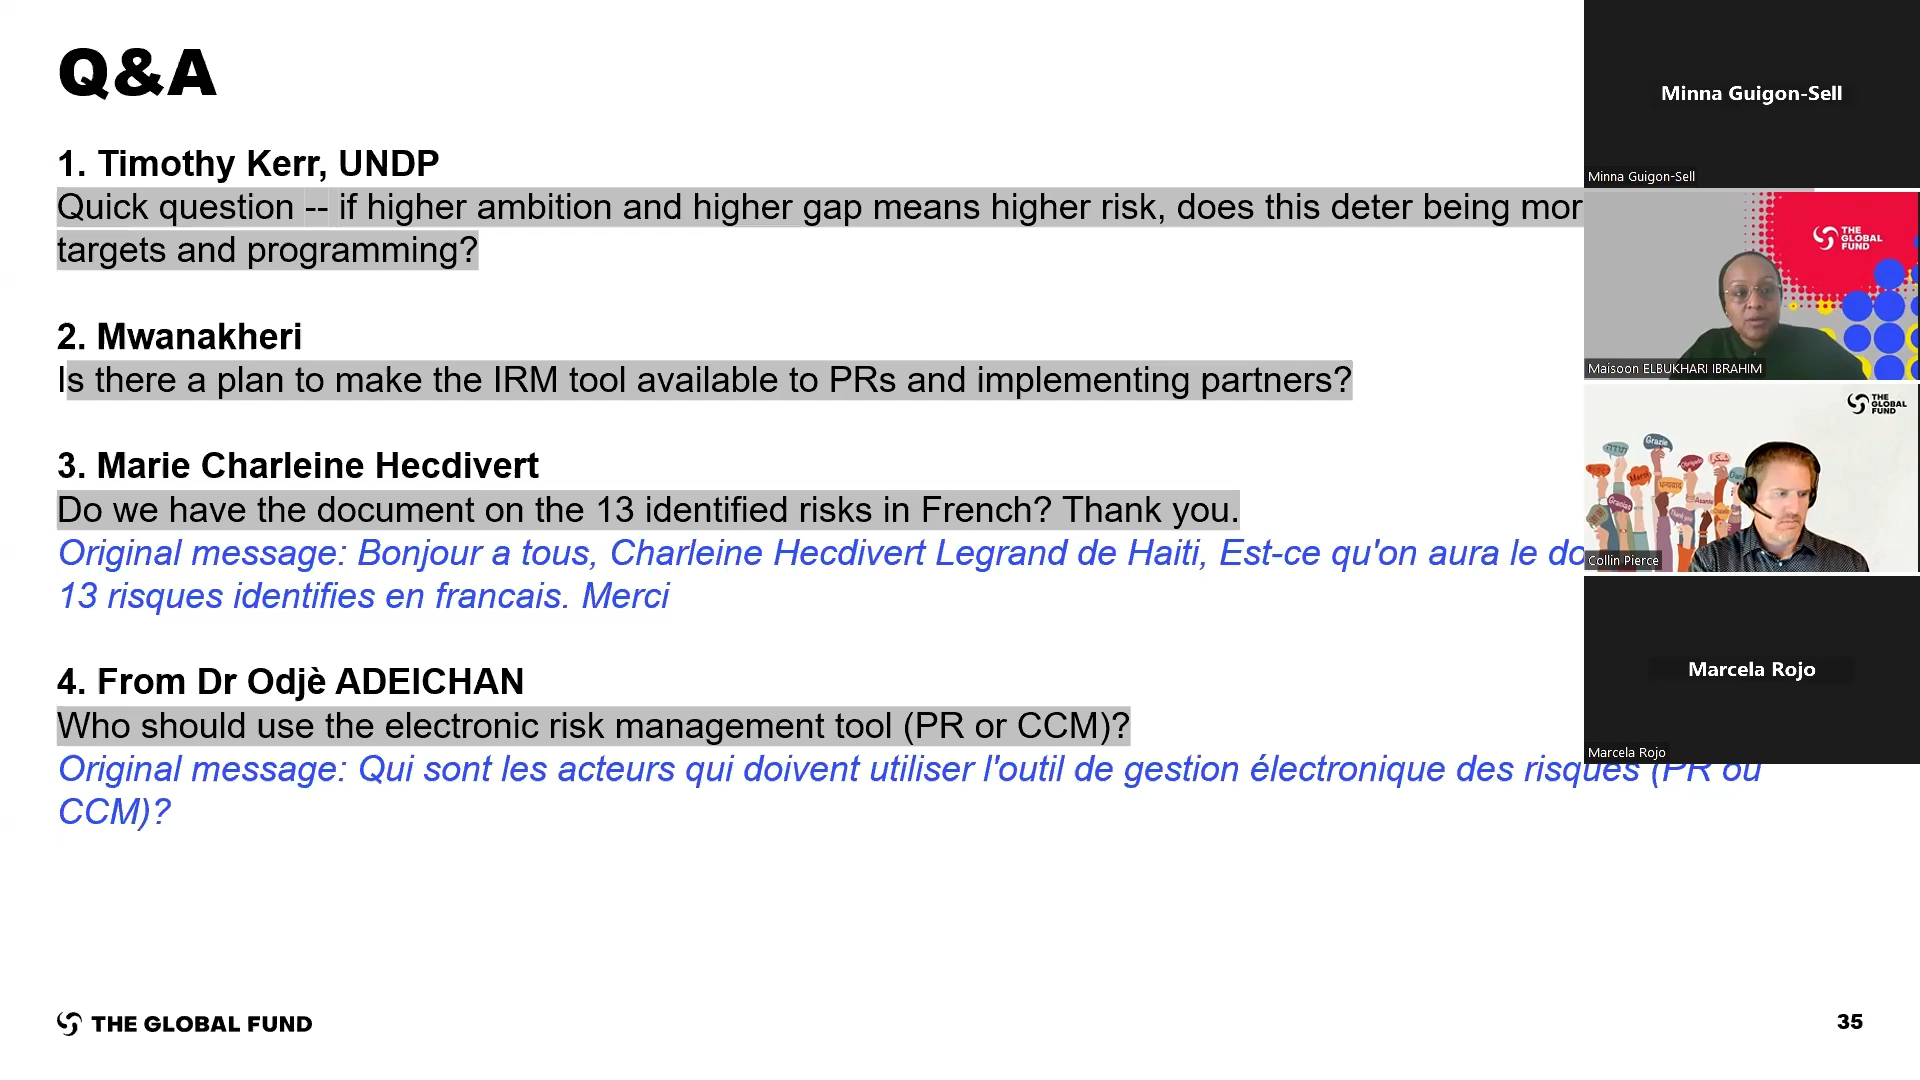 Q&A
1. Timothy Kerr, UNDP
Quick question -- if higher ambition and higher gap means higher risk, does this deter being
targets and programming?
2. Mwanakheri
Is there a plan to make the IRM tool available to PRs and implementing partners?
3. Marie Charleine Hecdivert
Do we have the document on the 13 identified risks in French? Thank you.
Original message: Bonjour a tous, Charleine Hecdivert Legrand de Haiti, Est-ce qu'on aura le
13 risques identifies en francais. Merci
4. From Dr Odjè ADEICHAN
Who should use the electronic risk management tool (PR or CCM)?
Original message: Qui sont les acteurs qui doivent utiliser l'outil de gestion électronique des risques (PR ou
CCM)?
THE GLOBAL FUND
35
Minna Guigon-Sell
Minna Guigon-Sell
THE
GLOBAL
FUND
Maisoon ELBUKHARI IBRAHIM
THE
GLOBAL
FUND
Grazie
Collin Pierce
Marcela Rojo
Marcela Rojo